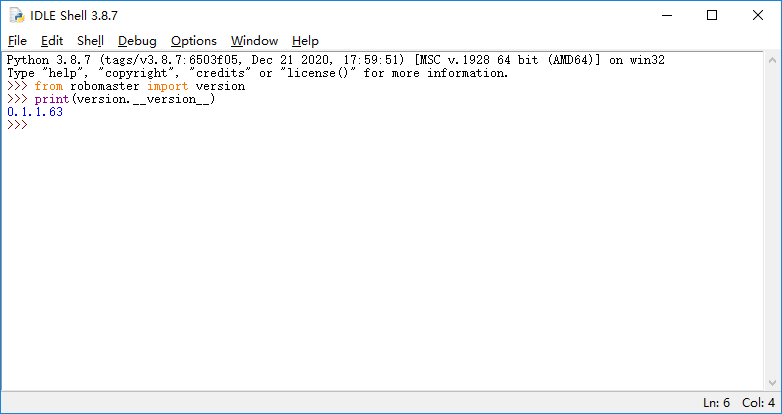 IDLE Shell 3.8.7
File Edit Shell Debug Options Window Help
Python 3.8.7 (tags/v3.8.7:6503f05, Dec 21 2020, 17:59:51) [MSC v.1928 64 bit (AMD64)] on win32
Type "help", "copyright", "credits" or "license()" for more information.
>>> from robomaster import version
>>> print(version.__version__)
0.1.1.63
>>>
Ln: 6 Col: 4